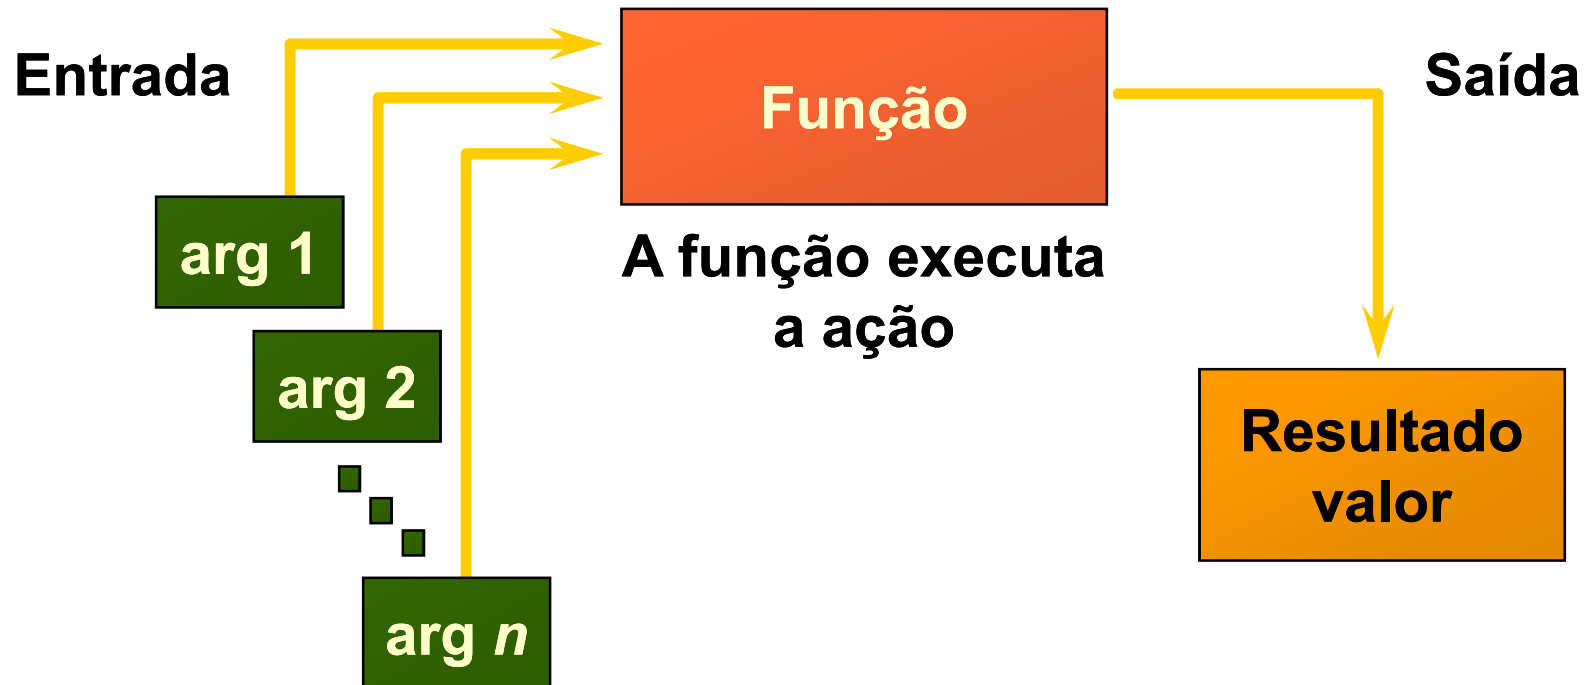 Entrada
Função
Saída
arg 1
A função executa
a ação
arg 2
Resultado
valor
arg n